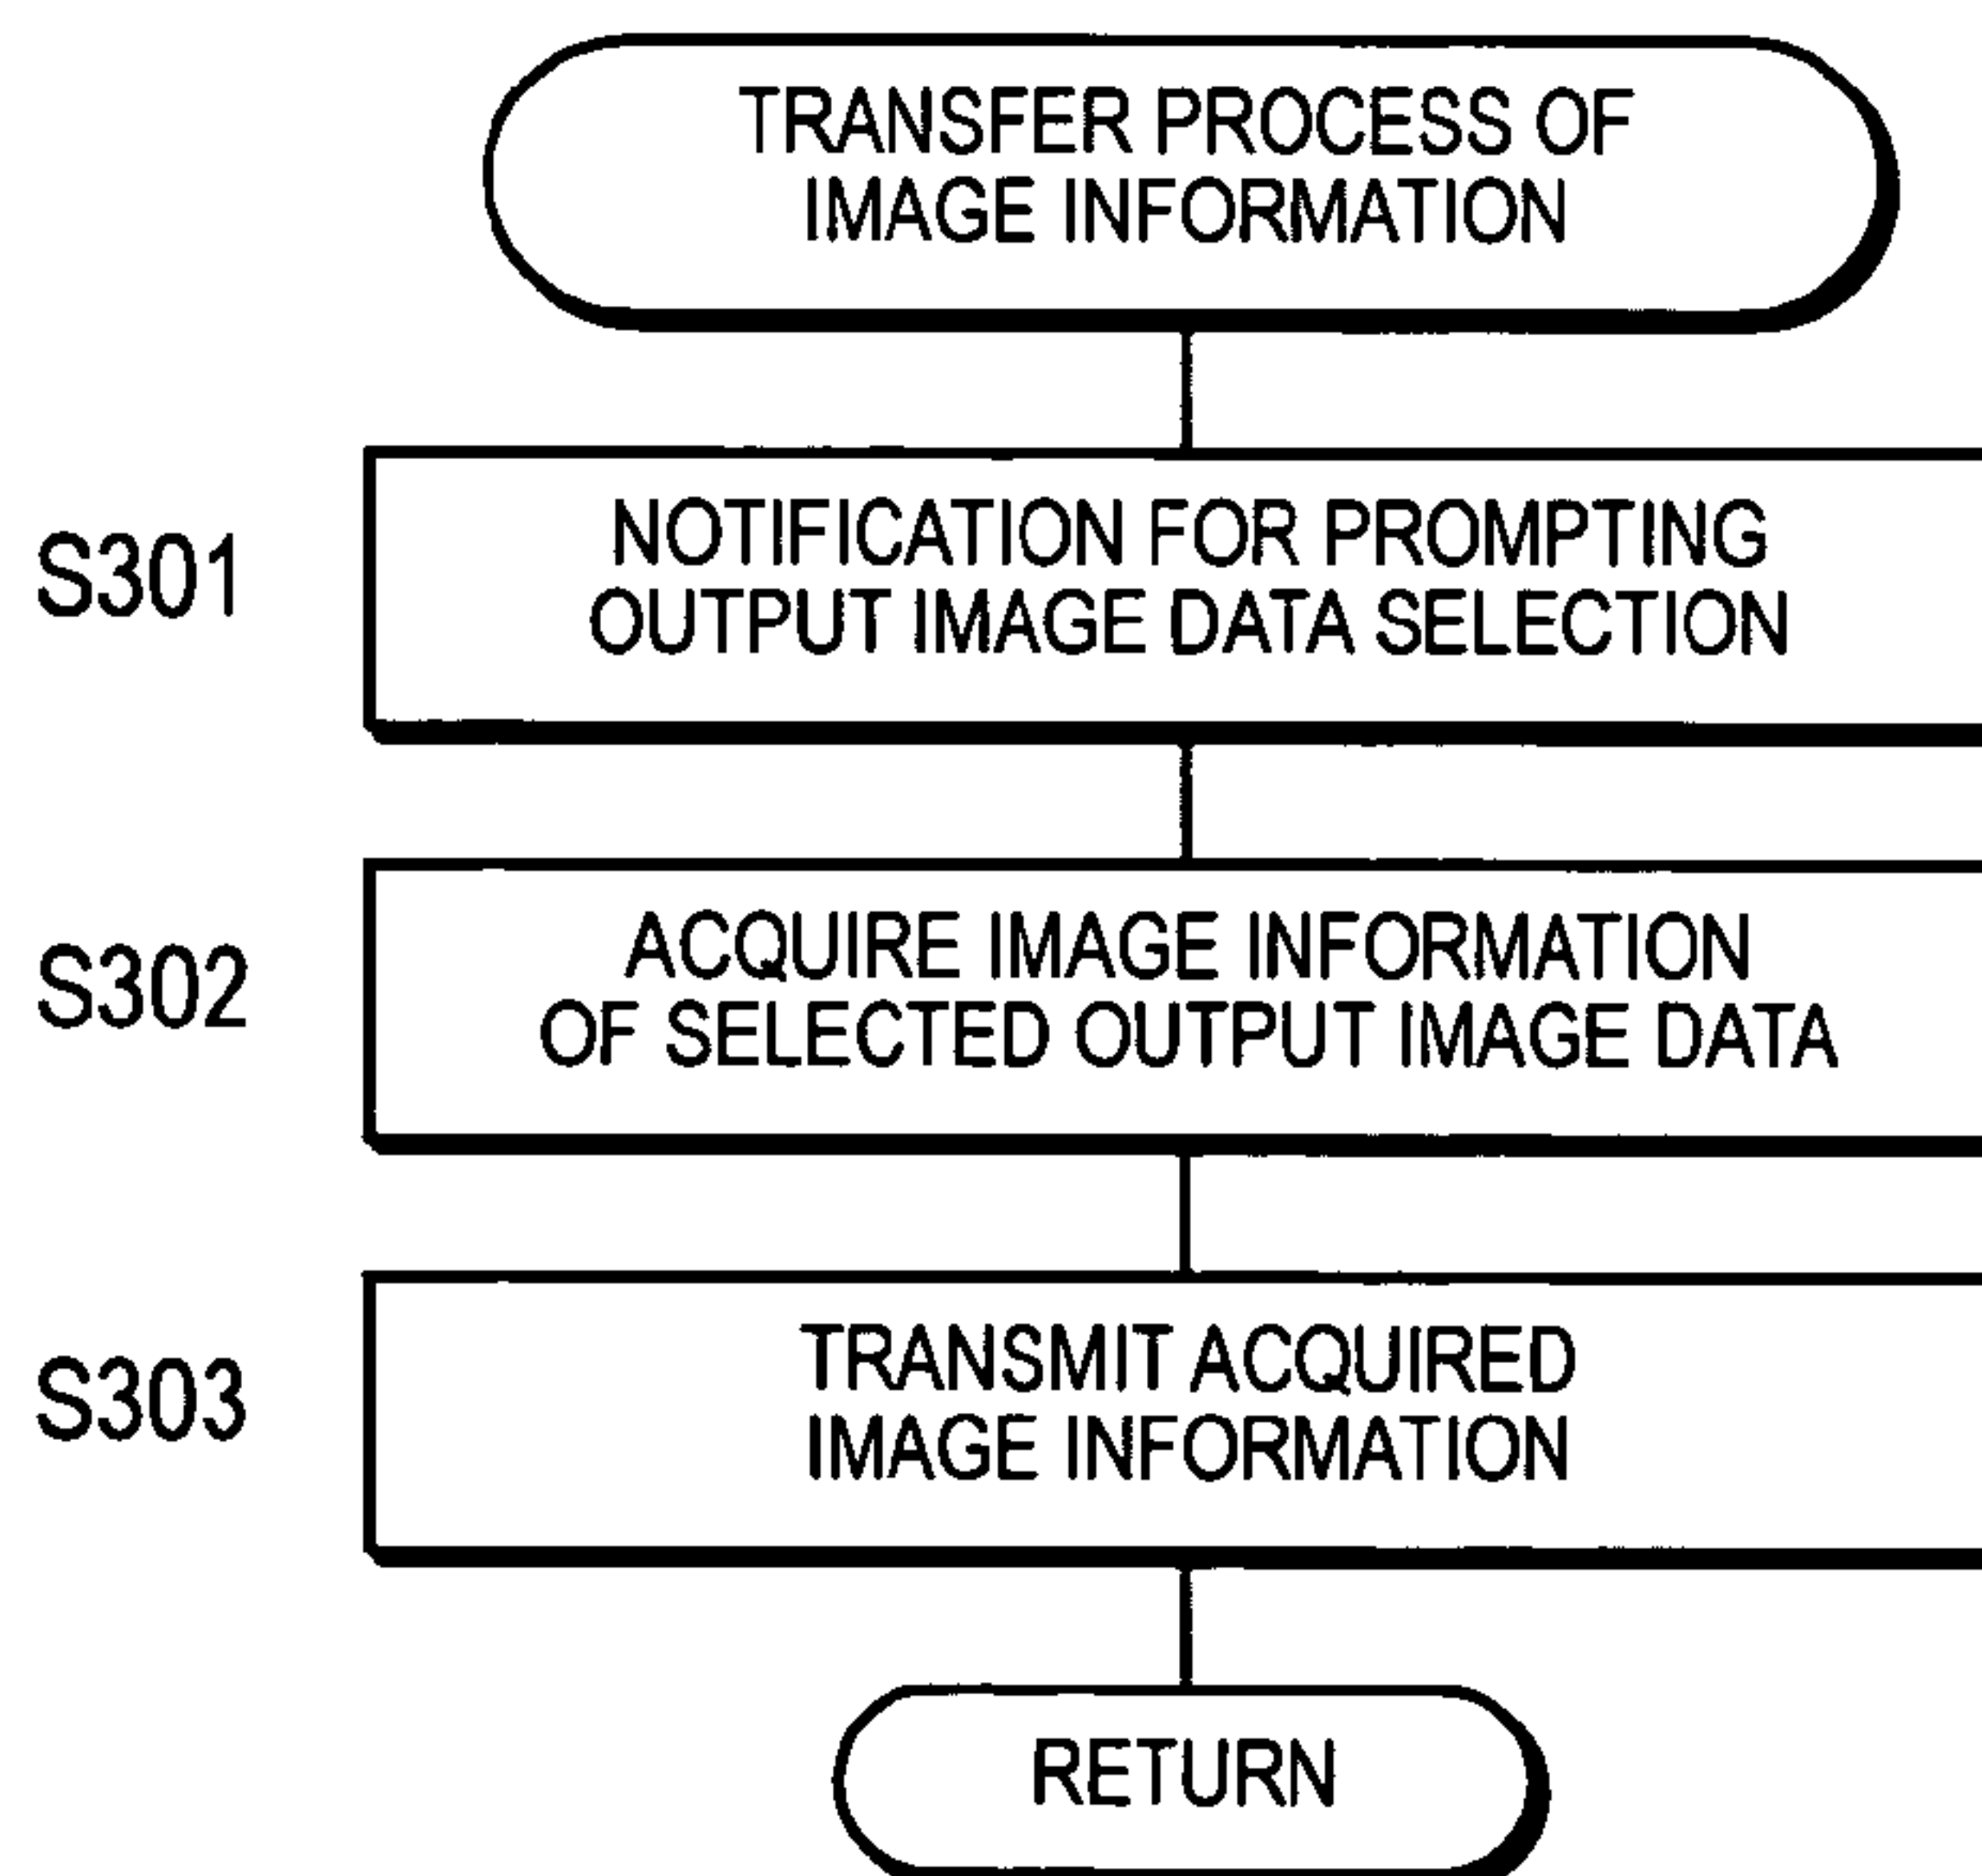 TRANSFER PROCESS OF
IMAGE INFORMATION
S301
NOTIFICATION FOR PROMPTING
OUTPUT IMAGE DATA SELECTION
S302
ACQUIRE IMAGE INFORMATION
OF SELECTED OUTPUT IMAGE DATA
S303
TRANSMIT ACQUIRED
IMAGE INFORMATION
RETURN